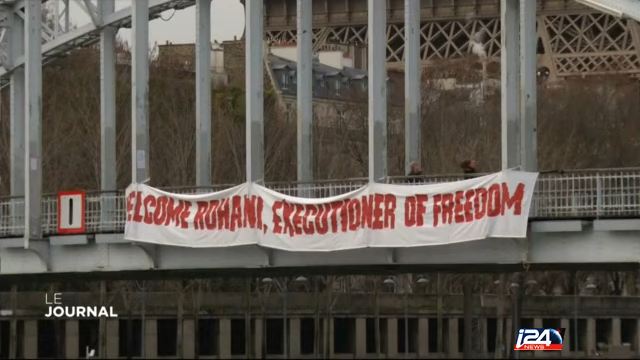 ELCOME ROHANI, EXECUTIONER OF FREEDOM
LE
JOURNAL
i24
NEWS